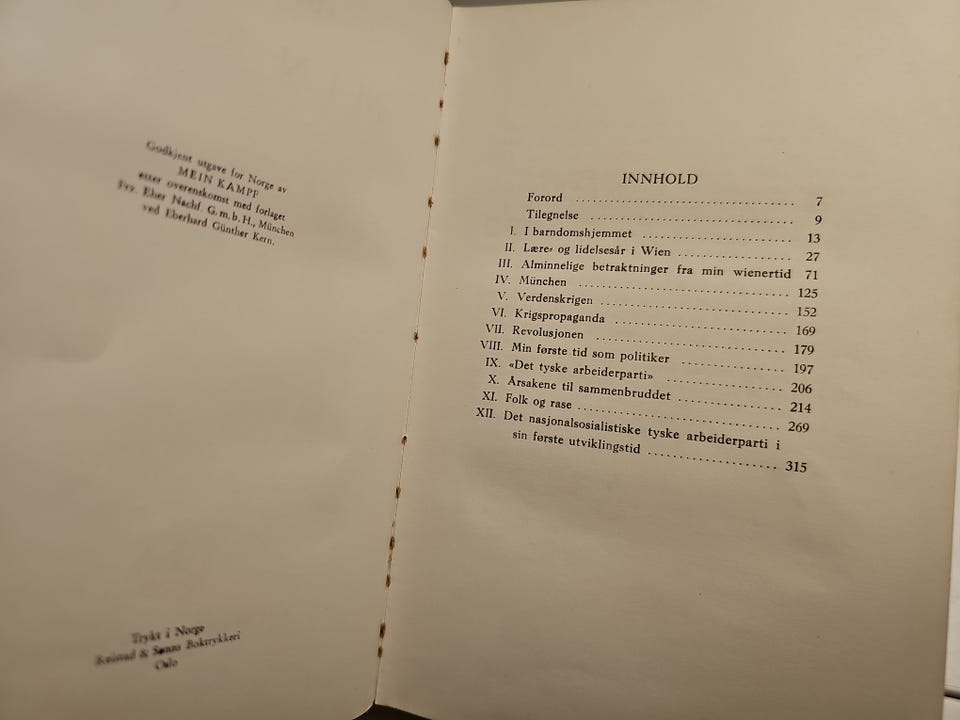 Godkjent utgave for Norge av
MEIN KAMPF
etter overenskomst med forlaget
Frz. Eher Nachf. G.m.b.H., München
ved Eberhard Günther Kern.
Trykt i Norge
& Sønns Boktrykkeri
Oslo
INNHOLD
Forord .......... 7
Tilegnelse .......... 9
I. I barndomshjemmet .......... 13
II. Lære- og lidelsesår i Wien .......... 27
III. Alminnelige betraktninger fra min wienertid 71
IV. München .......... 125
V. Verdenskrigen .......... 152
VI. Krigspropaganda .......... 169
VII. Revolusjonen .......... 179
VIII. Min første tid som politiker .......... 197
IX. «Det tyske arbeiderparti» .......... 206
X. Årsakene til sammenbruddet .......... 214
XI. Folk og rase .......... 269
XII. Det nasjonalsosialistiske tyske arbeiderparti i
sin første utviklingstid .......... 315